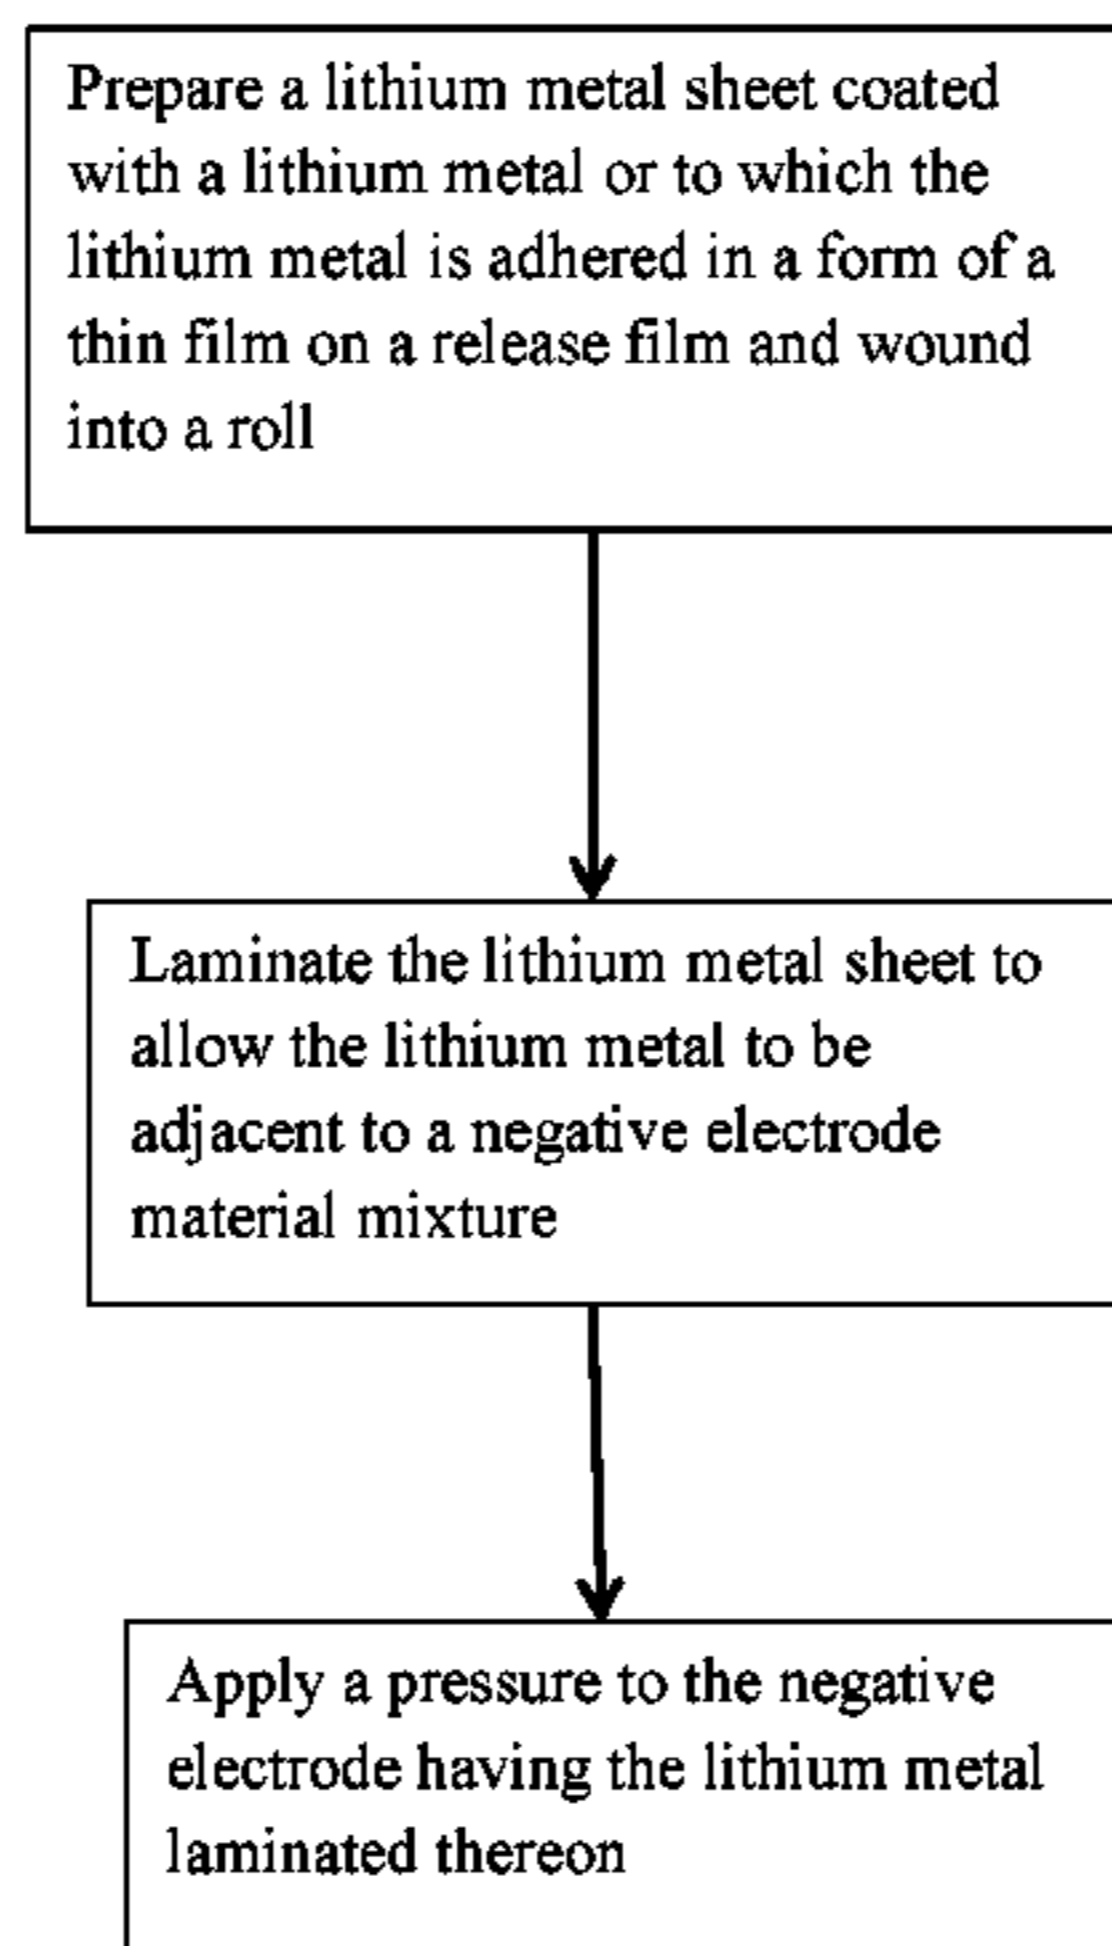 Prepare a lithium metal sheet coated
with a lithium metal or to which the
lithium metal is adhered in a form of a
thin film on a release film and wound
into a roll
Laminate the lithium metal sheet to
allow the lithium metal to be
adjacent to a negative electrode
material mixture
Apply a pressure to the negative
electrode having the lithium metal
laminated thereon